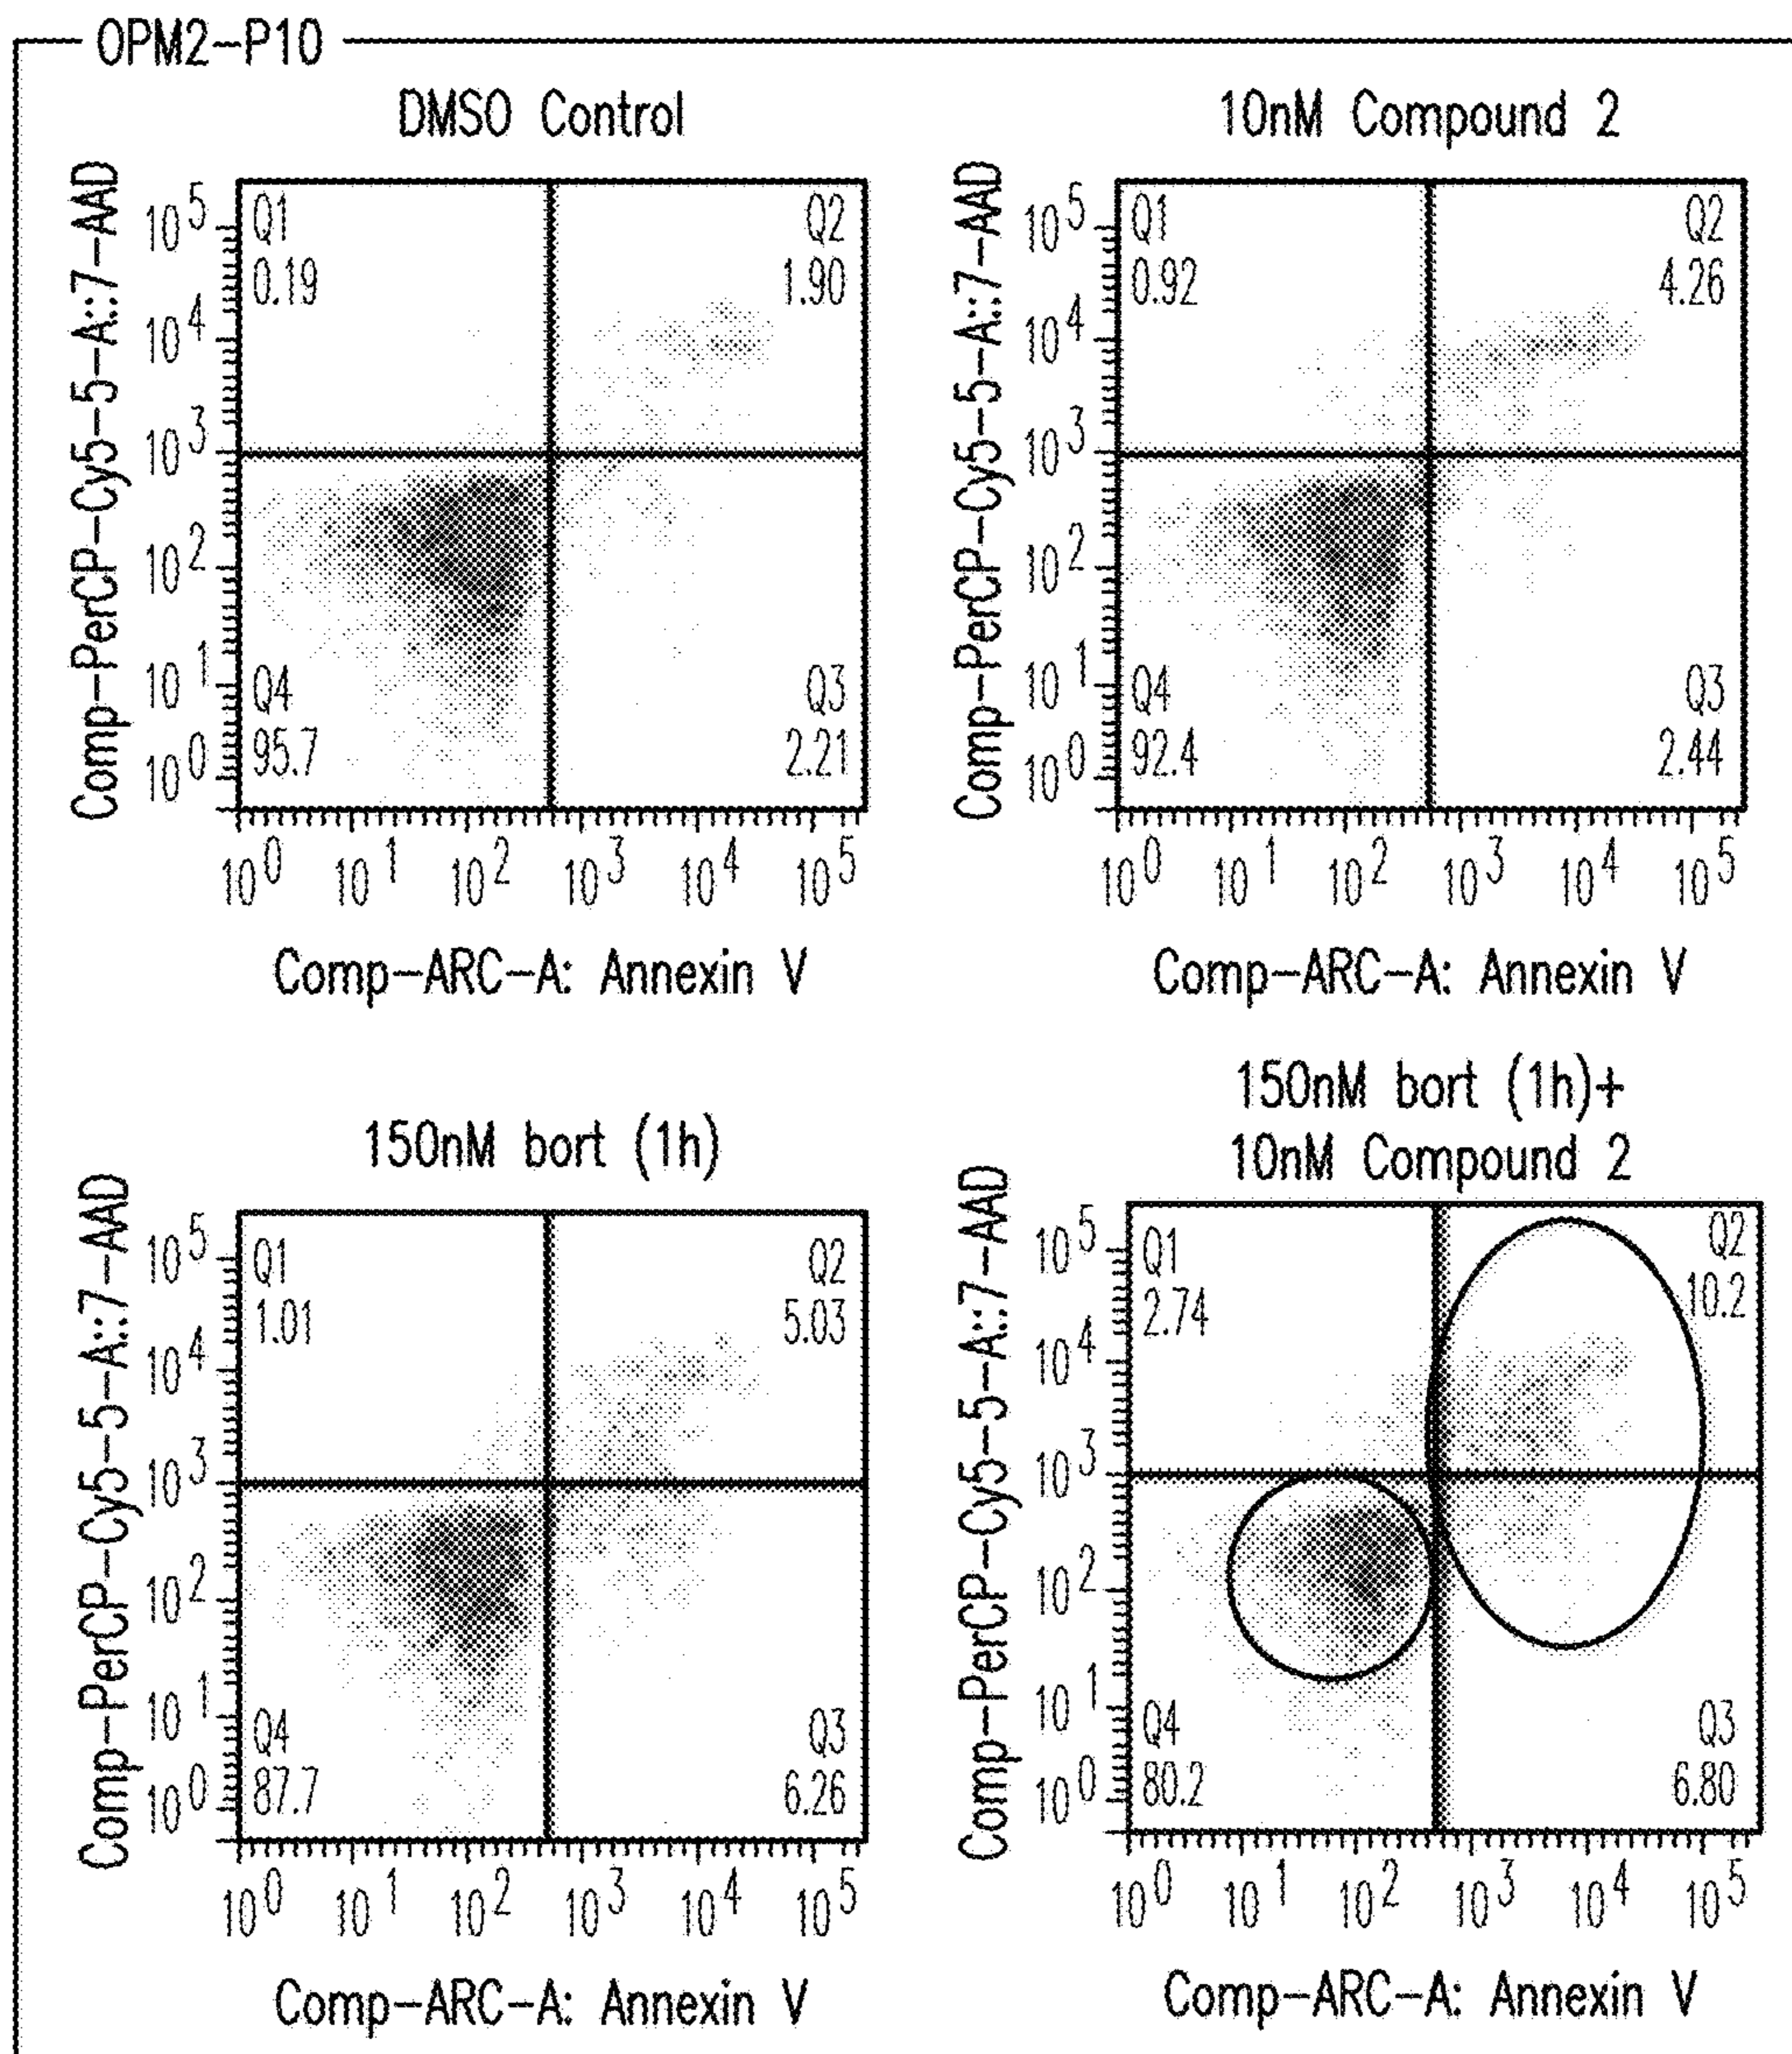 OPM2-P10
DMSO Control
Comp-PerCP-Cy5-5-A::7-AAD
10^5
10^4
10^3
10^2
10^1
10^0
Q1
0.19
Q2
1.90
Q4
95.7
Q3
2.21
10^0 10^1 10^2 10^3 10^4 10^5
Comp-ARC-A: Annexin V
10nM Compound 2
Comp-PerCP-Cy5-5-A::7-AAD
10^5
10^4
10^3
10^2
10^1
10^0
Q1
0.92
Q2
4.26
Q4
92.4
Q3
2.44
10^0 10^1 10^2 10^3 10^4 10^5
Comp-ARC-A: Annexin V
150nM bort (1h)
Comp-PerCP-Cy5-5-A::7-AAD
10^5
10^4
10^3
10^2
10^1
10^0
Q1
1.01
Q2
5.03
Q4
87.7
Q3
6.26
10^0 10^1 10^2 10^3 10^4 10^5
Comp-ARC-A: Annexin V
150nM bort (1h)+
10nM Compound 2
Comp-PerCP-Cy5-5-A::7-AAD
10^5
10^4
10^3
10^2
10^1
10^0
Q1
2.74
Q2
10.2
Q4
80.2
Q3
6.80
10^0 10^1 10^2 10^3 10^4 10^5
Comp-ARC-A: Annexin V